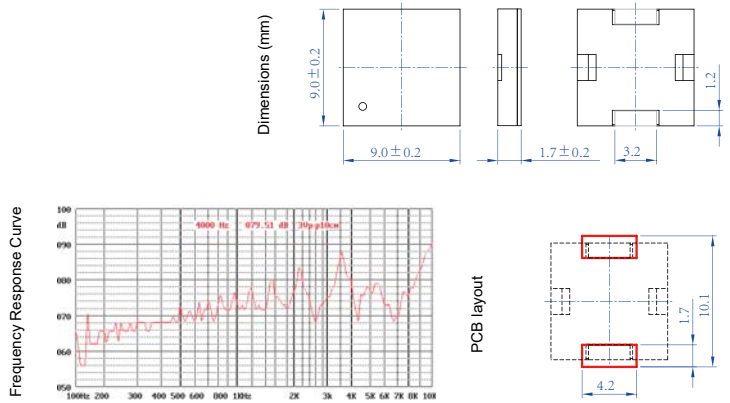 Dimensions (mm)
9.0±0.2
9.0±0.2
1.7±0.2
3.2
1.2
Frequency Response Curve
100
dB
090
080
070
060
050
4000 Hz 079.51 dB 3Vp-p10cm
100Hz 200 300 400 500 600 800 1KHz 2K 3k 4K 5K 6K 7K 8K 10K
PCB layout
1.7
10.1
4.2